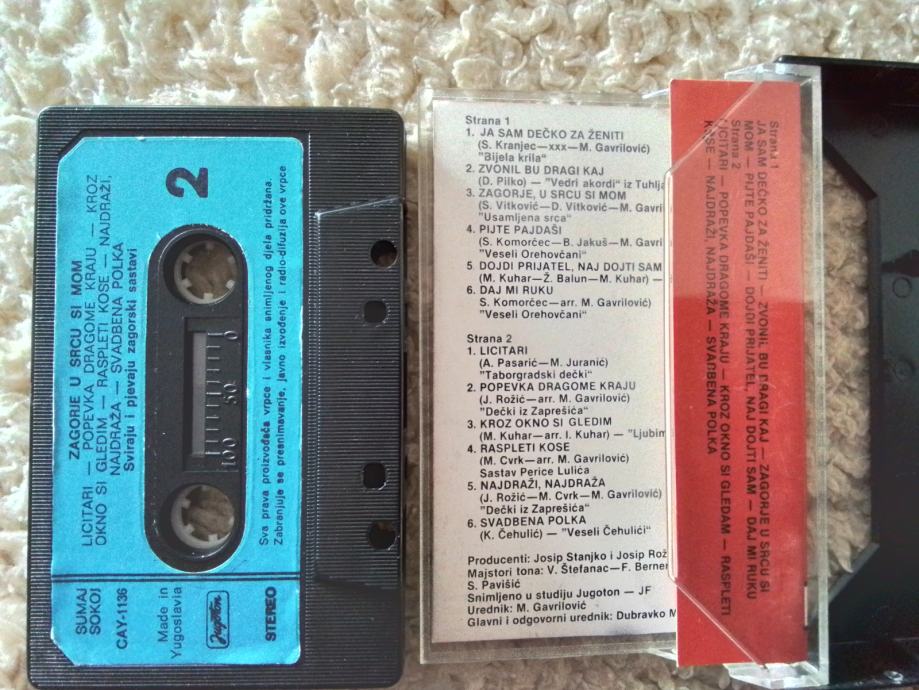 2
ZAGORJE U SRCU SI MOM
LICITARI — POPEVKA DRAGOME KRAJU — KROZ
OKNO SI GLEDIM — RASPLETI KOSE — NAJDRAŽI,
NAJDRAŽA — SVADBENA POLKA
Sviraju i pjevaju zagorski sastavi
Sva prava proizvođača vrpce i vlasnika snimljenog djela pridržana.
Zabranjuje se presnimavanje, javno izvođenje i radio-difuzija ove vrpce
100 50 0
SUMAJ
SOKOJ
CAY-1136
Made in
Yugoslavia
Jugoton
STEREO
Strana 1
1. JA SAM DEČKO ZA ŽENITI
(S. Kranjec—xxx—M. Gavrilović)
"Bijela krila"
2. ZVONIL BU DRAGI KAJ
(D. Pilko) — "Vedri akordi" iz Tuhlja
3. ZAGORJE, U SRCU SI MOM
(S. Vitković—D. Vitković—M. Gavri
"Usamljena srca"
4. PIJTE PAJDAŠI
(S. Komorćec—B. Jakuš—M. Gavri
"Veseli Orehovčani"
5 DOJDI PRIJATEL, NAJ DOJTI SAM
(M. Kuhar—Ž. Balun—M. Kuhar) —
6. DAJ MI RUKU
S. Komorćec—arr. M. Gavrilović)
"Veseli Orehovčani"
Strana 2
1. LICITARI
(A. Pasarić—M. Juranić)
"Taborgradski dečki"
2. POPEVKA DRAGOME KRAJU
(J. Rožić—arr. M. Gavrilović)
"Dečki iz Zaprešića"
3. KROZ OKNO SI GLEDIM
(M. Kuhar—arr. I. Kuhar) — "Ljubim
4. RASPLETI KOSE
(M. Cvrk—arr. M. Gavrilović)
Sastav Perice Lulića
5. NAJDRAŽI, NAJDRAŽA
(J. Rožić—M. Cvrk—M. Gavrilović)
"Dečki iz Zaprešića"
6. SVADBENA POLKA
(K. Čehulić) — "Veseli Čehulići"
Producenti: Josip Stanjko i Josip Rož
Majstori tona: V. Štefanac—F. Berner
S. Pavišić
Snimljeno u studiju Jugoton — JF
Urednik: M. Gavrilović
Glavni i odgovorni urednik: Dubravko M
Strana 1
JA SAM DEČKO ZA ŽENITI — ZVONIL BU DRAGI KAJ — ZAGORJE U SRCU SI
MOM — PIJTE PAJDAŠI — DOJDI PRIJATEL, NAJ DOJTI SAM — DAJ MI RUKU
Strana 2
LICITARI — POPEVKA DRAGOME KRAJU — KROZ OKNO SI GLEDAM — RASPLETI
KOSE — NAJDRAŽI, NAJDRAŽA — SVADBENA POLKA